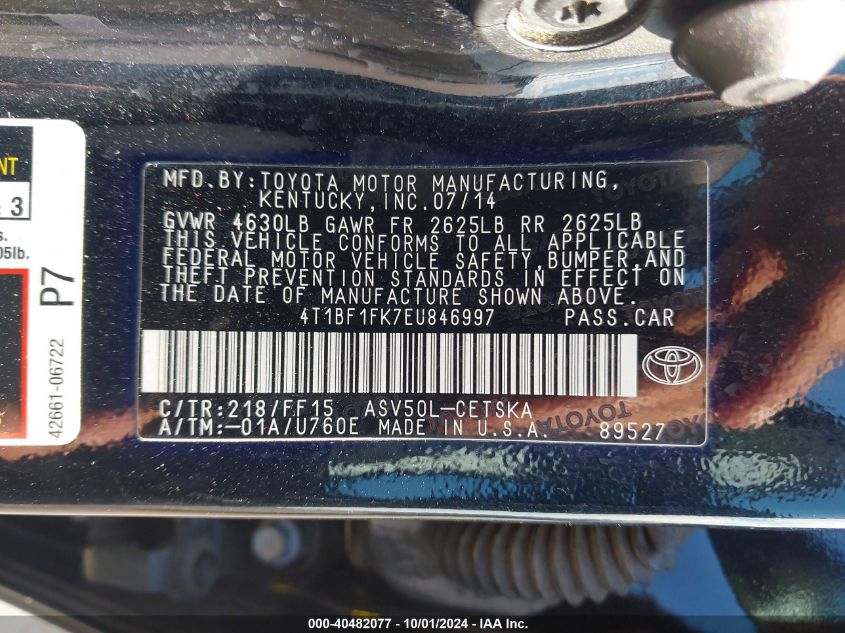 MFD.BY:TOYOTA MOTOR MANUFACTURING,
KENTUCKY,INC.07/14
GVWR 4630LB GAWR FR 2625LB RR 2625LB
THIS VEHICLE CONFORMS TO ALL APPLICABLE
FEDERAL MOTOR VEHICLE SAFETY,BUMPER,AND
THEFT PREVENTION STANDARDS IN EFFECT ON
THE DATE OF MANUFACTURE SHOWN ABOVE.
4T1BF1FK7EU846997 PASS.CAR
C/TR:218/FF15 ASV50L-CETSKA
A/TM:-01A/U760E MADE IN U.S.A. 89527
3
05lb.
P7
42661-06722
TOYOTA
000-40482077 - 10/01/2024 - IAA Inc.